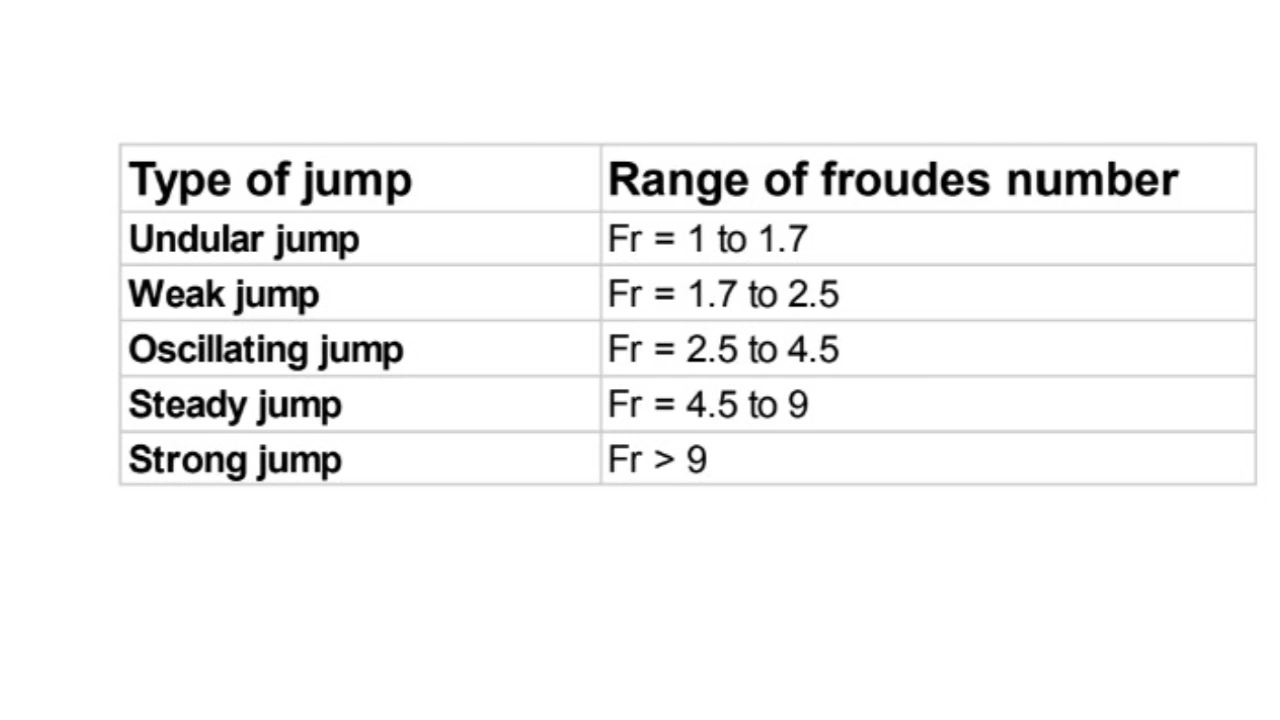 Type of jump Range of froudes number
Undular jump Fr = 1 to 1.7
Weak jump Fr = 1.7 to 2.5
Oscillating jump Fr = 2.5 to 4.5
Steady jump Fr = 4.5 to 9
Strong jump Fr > 9